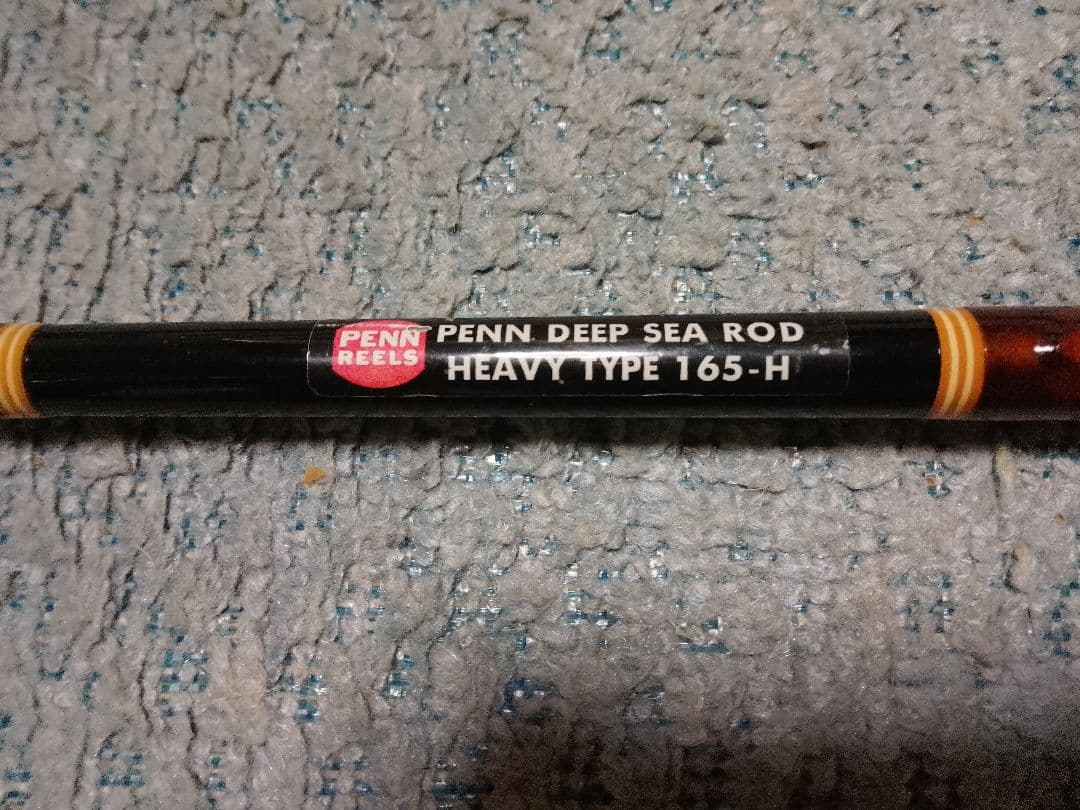 PENN
REELS
PENN DEEP SEA ROD
HEAVY TYPE 165-H